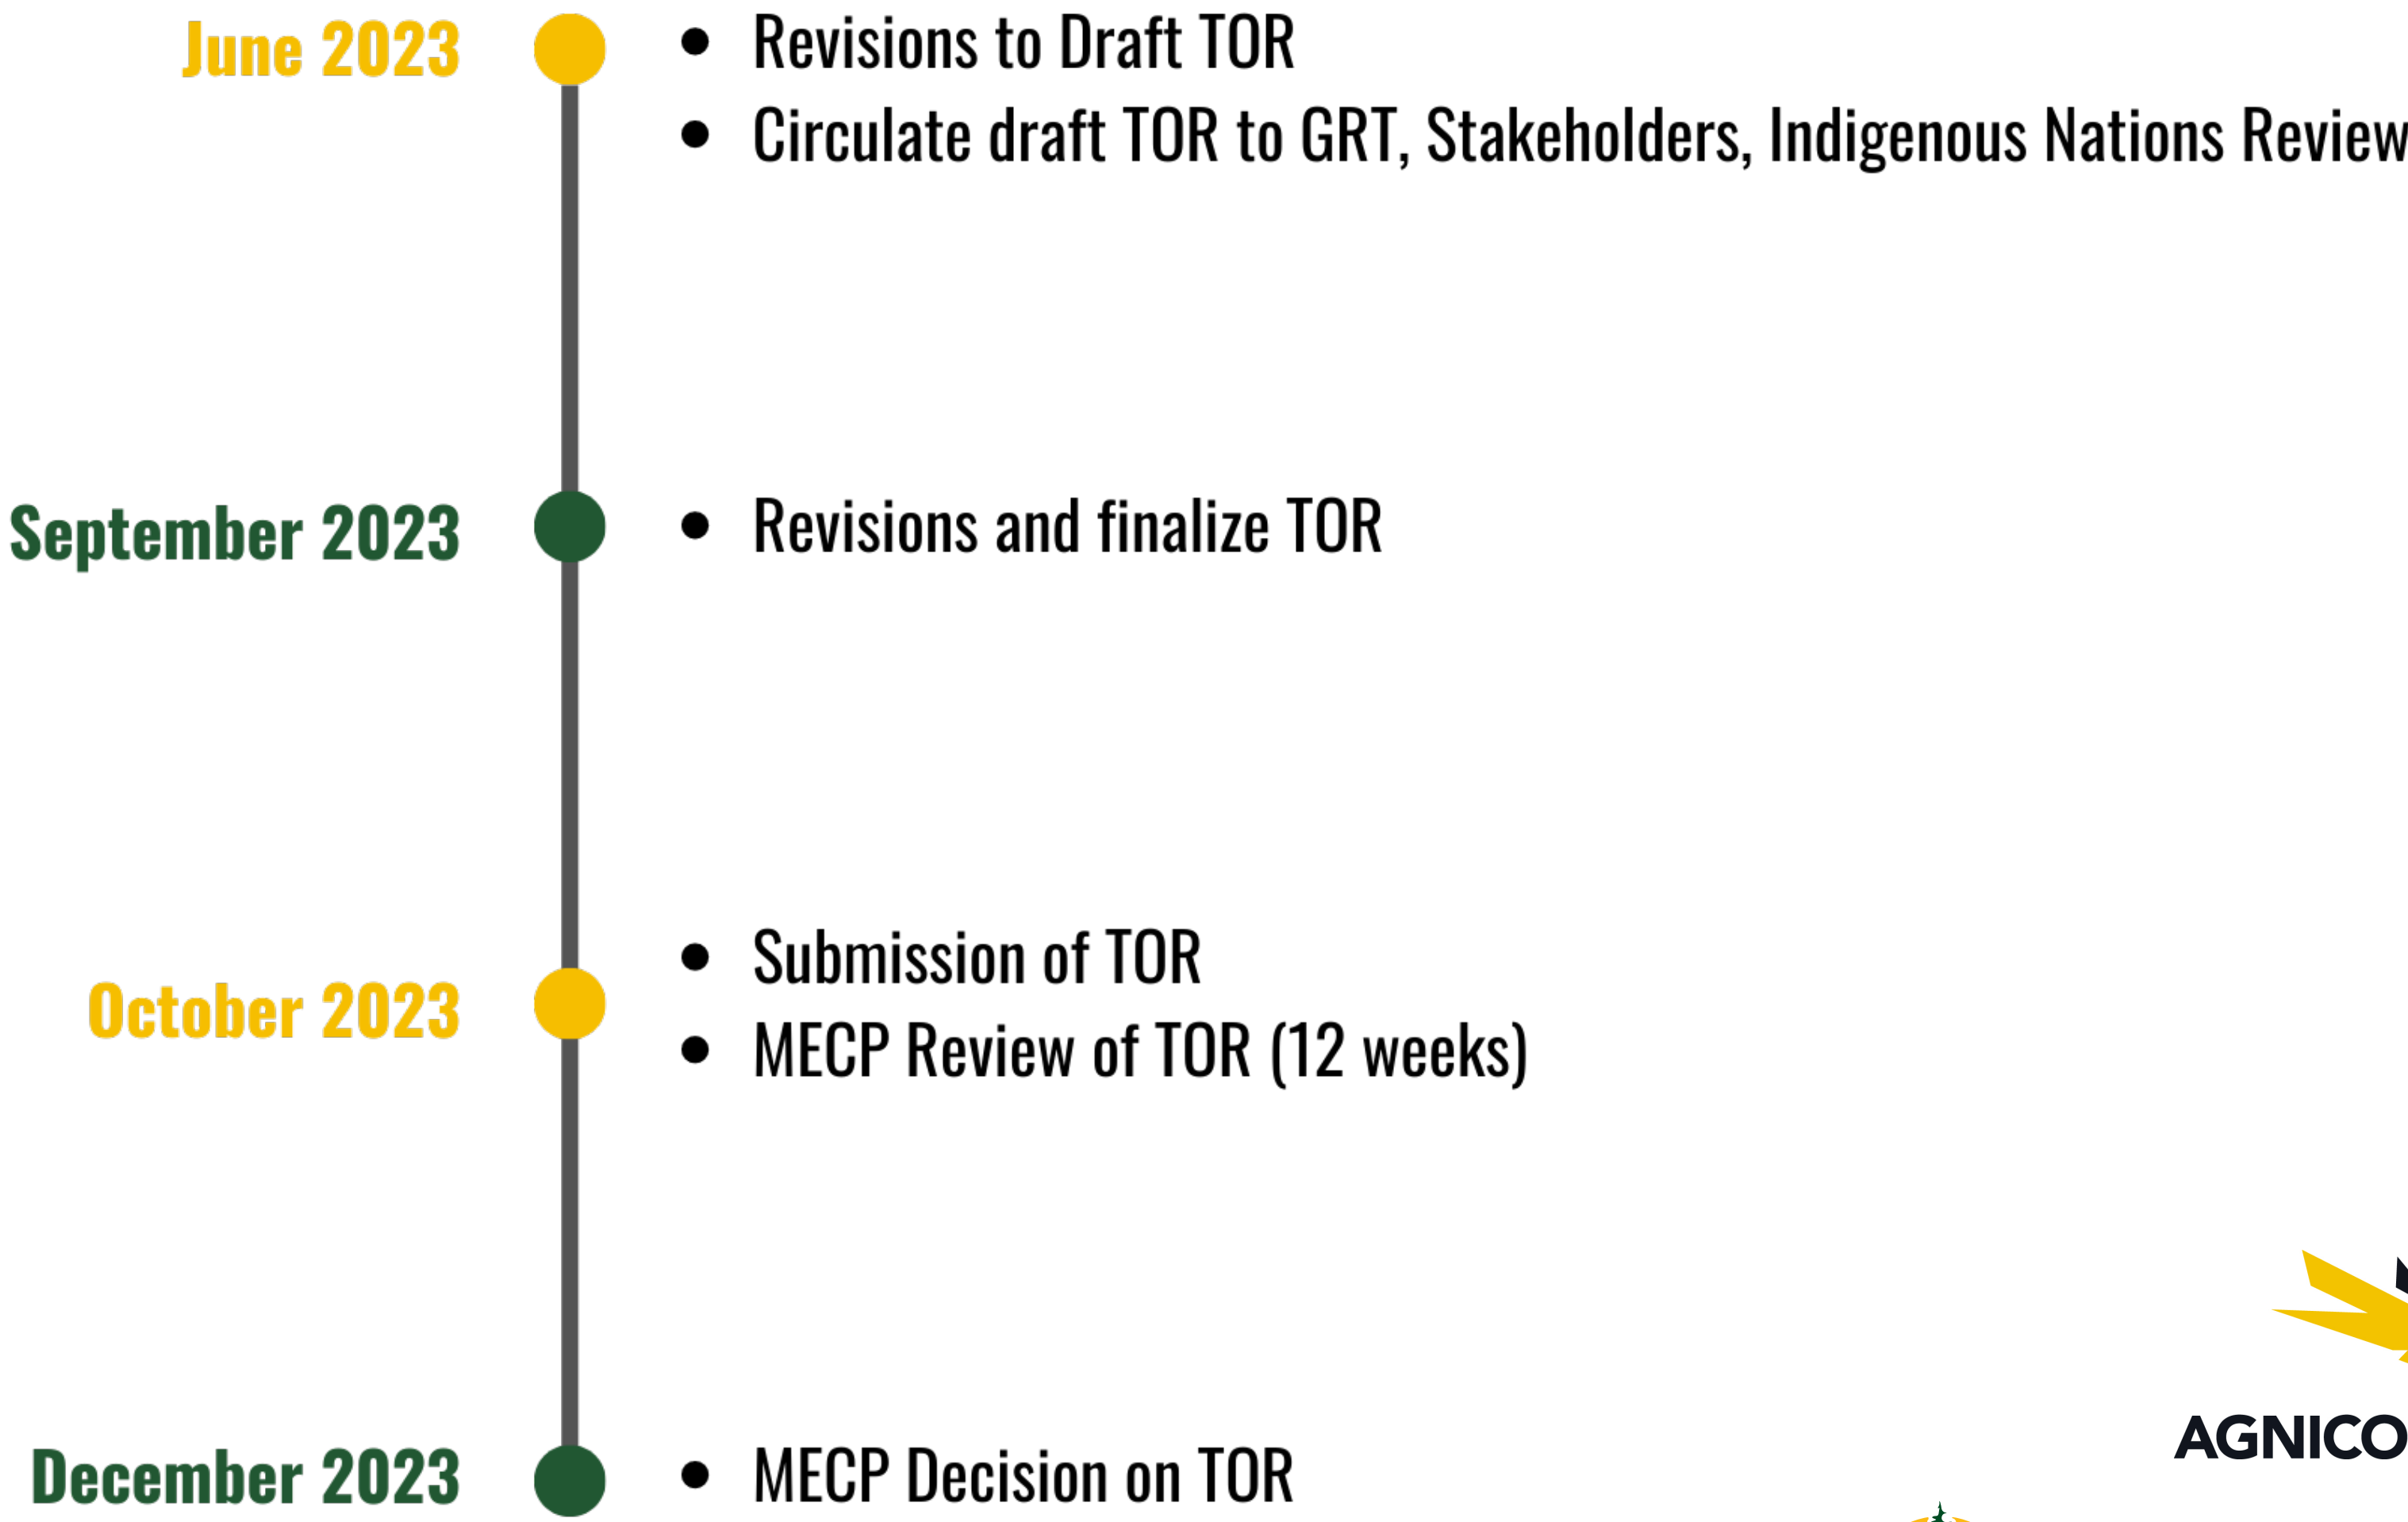 June 2023
• Revisions to Draft TOR
• Circulate draft TOR to GRT, Stakeholders, Indigenous Nations Review
September 2023
• Revisions and finalize TOR
October 2023
• Submission of TOR
• MECP Review of TOR (12 weeks)
December 2023
• MECP Decision on TOR
AGNICO